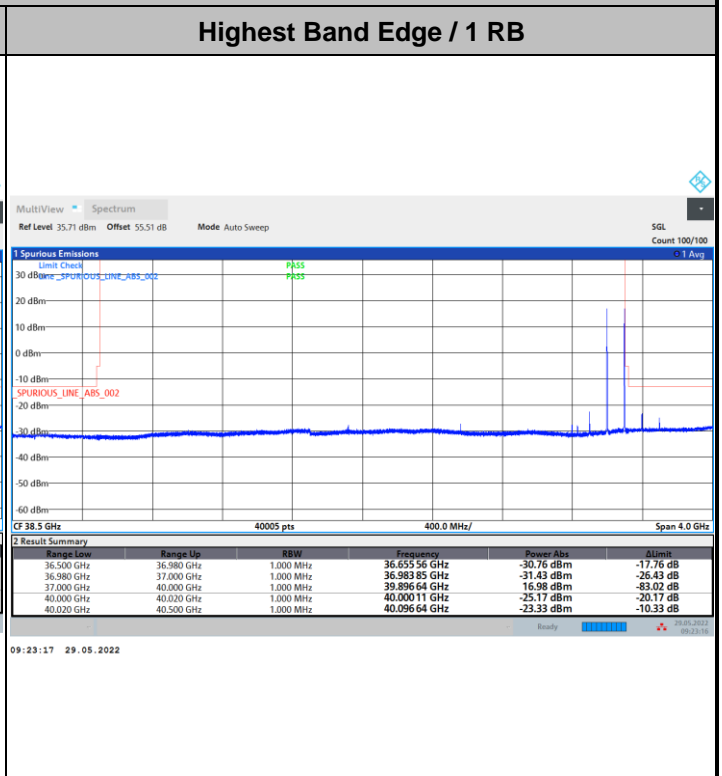 Highest Band Edge / 1 RB
MultiView Spectrum
Ref Level 35.71 dBm Offset 55.51 dB Mode Auto Sweep SGL
Count 100/100
1 Spurious Emissions 1 Avg
Limit Check PASS
30 dBm Line _SPURIOUS_LINE_ABS_002 PASS
20 dBm
10 dBm
0 dBm
-10 dBm
_SPURIOUS_LINE_ABS_002
-20 dBm
-30 dBm
-40 dBm
-50 dBm
-60 dBm
CF 38.5 GHz 40005 pts 400.0 MHz/ Span 4.0 GHz
2 Result Summary
Range Low Range Up RBW Frequency Power Abs ΔLimit
36.500 GHz 36.980 GHz 1.000 MHz 36.655 56 GHz -30.76 dBm -17.76 dB
36.980 GHz 37.000 GHz 1.000 MHz 36.983 85 GHz -31.43 dBm -26.43 dB
37.000 GHz 40.000 GHz 1.000 MHz 39.896 64 GHz 16.98 dBm -83.02 dB
40.000 GHz 40.020 GHz 1.000 MHz 40.000 11 GHz -25.17 dBm -20.17 dB
40.020 GHz 40.500 GHz 1.000 MHz 40.096 64 GHz -23.33 dBm -10.33 dB
Ready 29.05.2022
09:23:16
09:23:17 29.05.2022